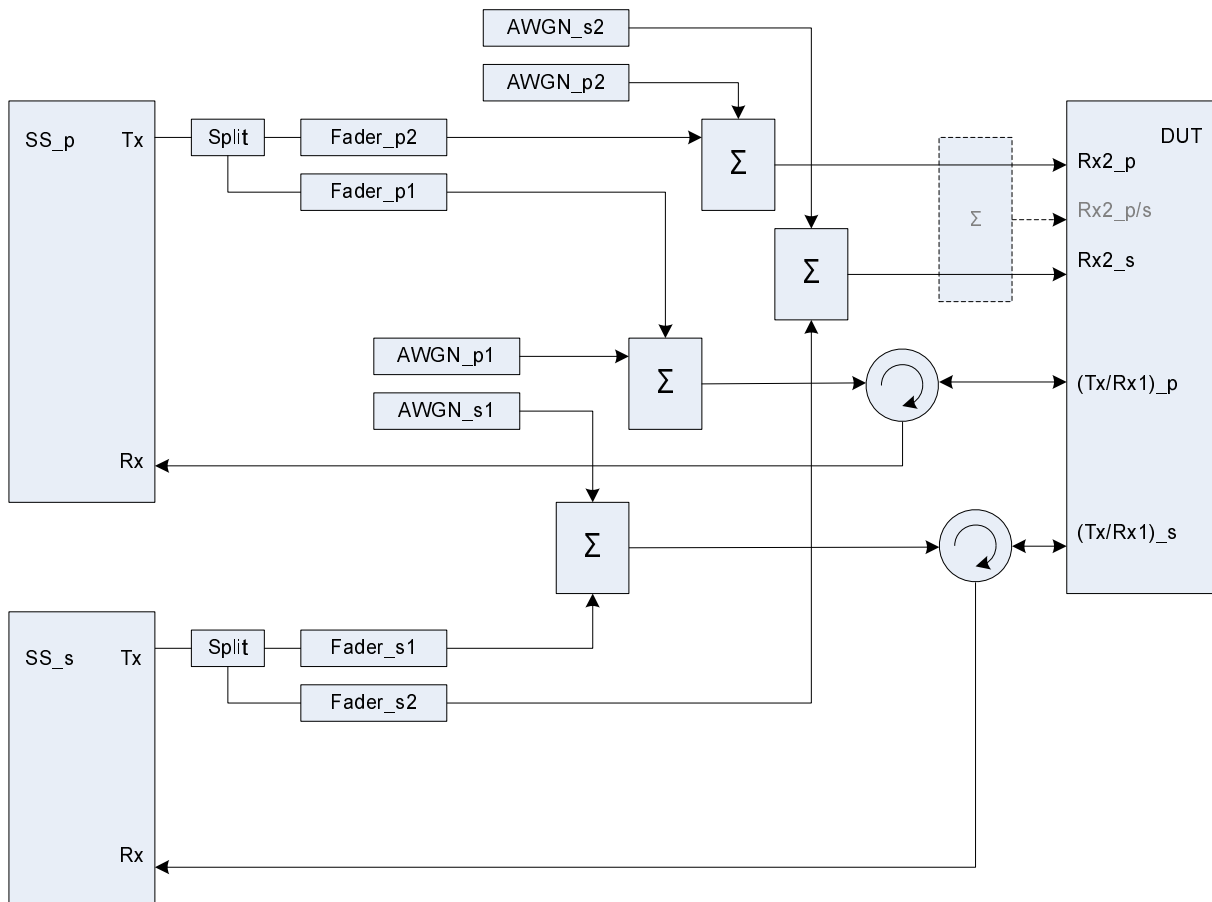 AWGN_s2
AWGN_p2
SS_p
Tx
Split
Fader_p2
Fader_p1
Σ
DUT
Rx2_p
Σ
Rx2_p/s
Σ
Rx2_s
AWGN_p1
Σ
(Tx/Rx1)_p
AWGN_s1
Rx
Σ
(Tx/Rx1)_s
SS_s
Tx
Split
Fader_s1
Fader_s2
Rx